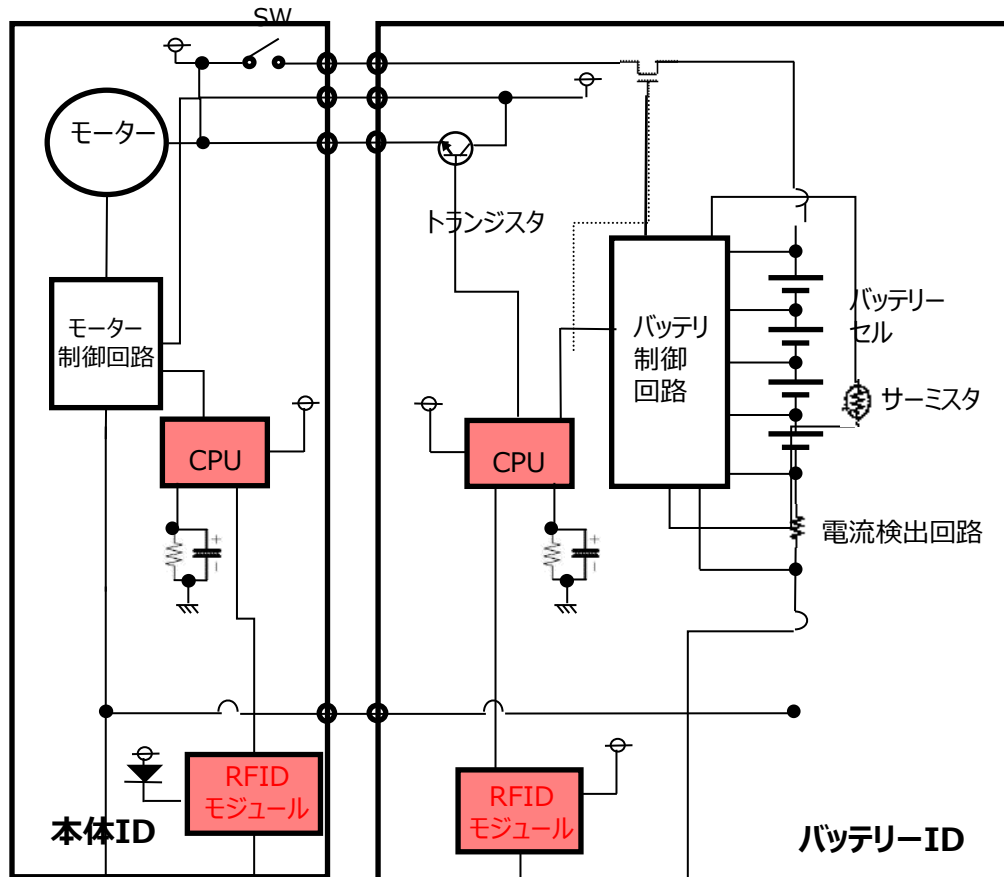 SW
モーター
トランジスタ
モーター
制御回路
バッテリ
制御
回路
バッテリー
セル
サーミスタ
CPU
CPU
電流検出回路
+
-
+
-
RFID
モジュール
RFID
モジュール
本体ID
バッテリーID